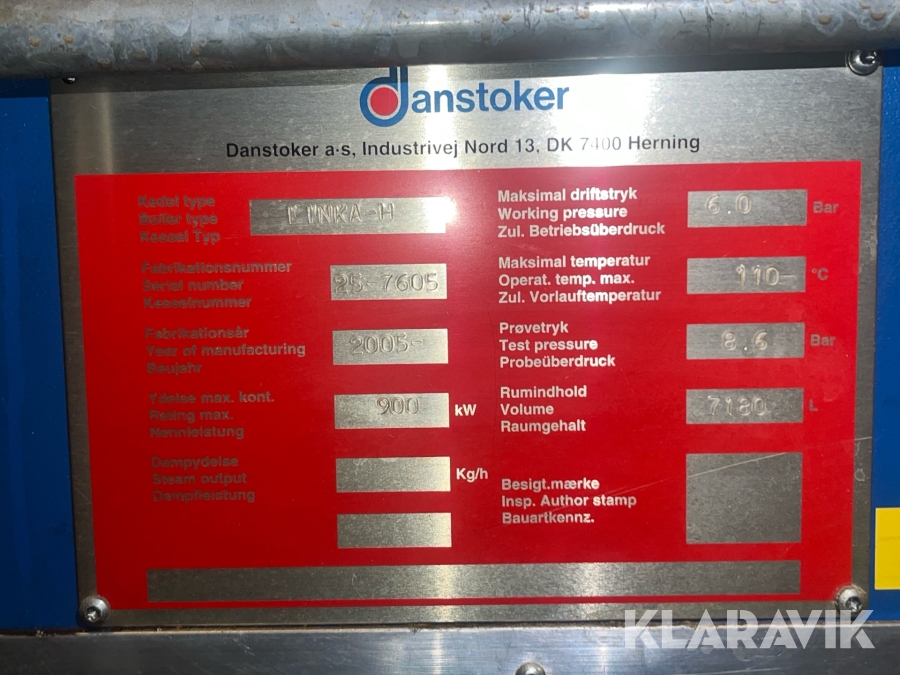 danstoker
Danstoker a·s, Industrivej Nord 13, DK 7400 Herning
Kedel type
Boiler type
Kessel Typ
LINKA-H
Fabrikationsnummer
Serial number
Kesselnummer
25-7605
Fabrikationsår
Year of manufacturing
Baujahr
2005-
Ydelse max. kont.
Rating max.
Nennleistung
900 kW
Dampydelse
Steam output
Dampfleistung
Kg/h
Maksimal driftstryk
Working pressure
Zul. Betriebsüberdruck
6.0 Bar
Maksimal temperatur
Operat. temp. max.
Zul. Vorlauftemperatur
110- °C
Prøvetryk
Test pressure
Probeüberdruck
8.6 Bar
Rumindhold
Volume
Raumgehalt
7180 L
Besigt.mærke
Insp. Author stamp
Bauartkennz.
KLARAVIK